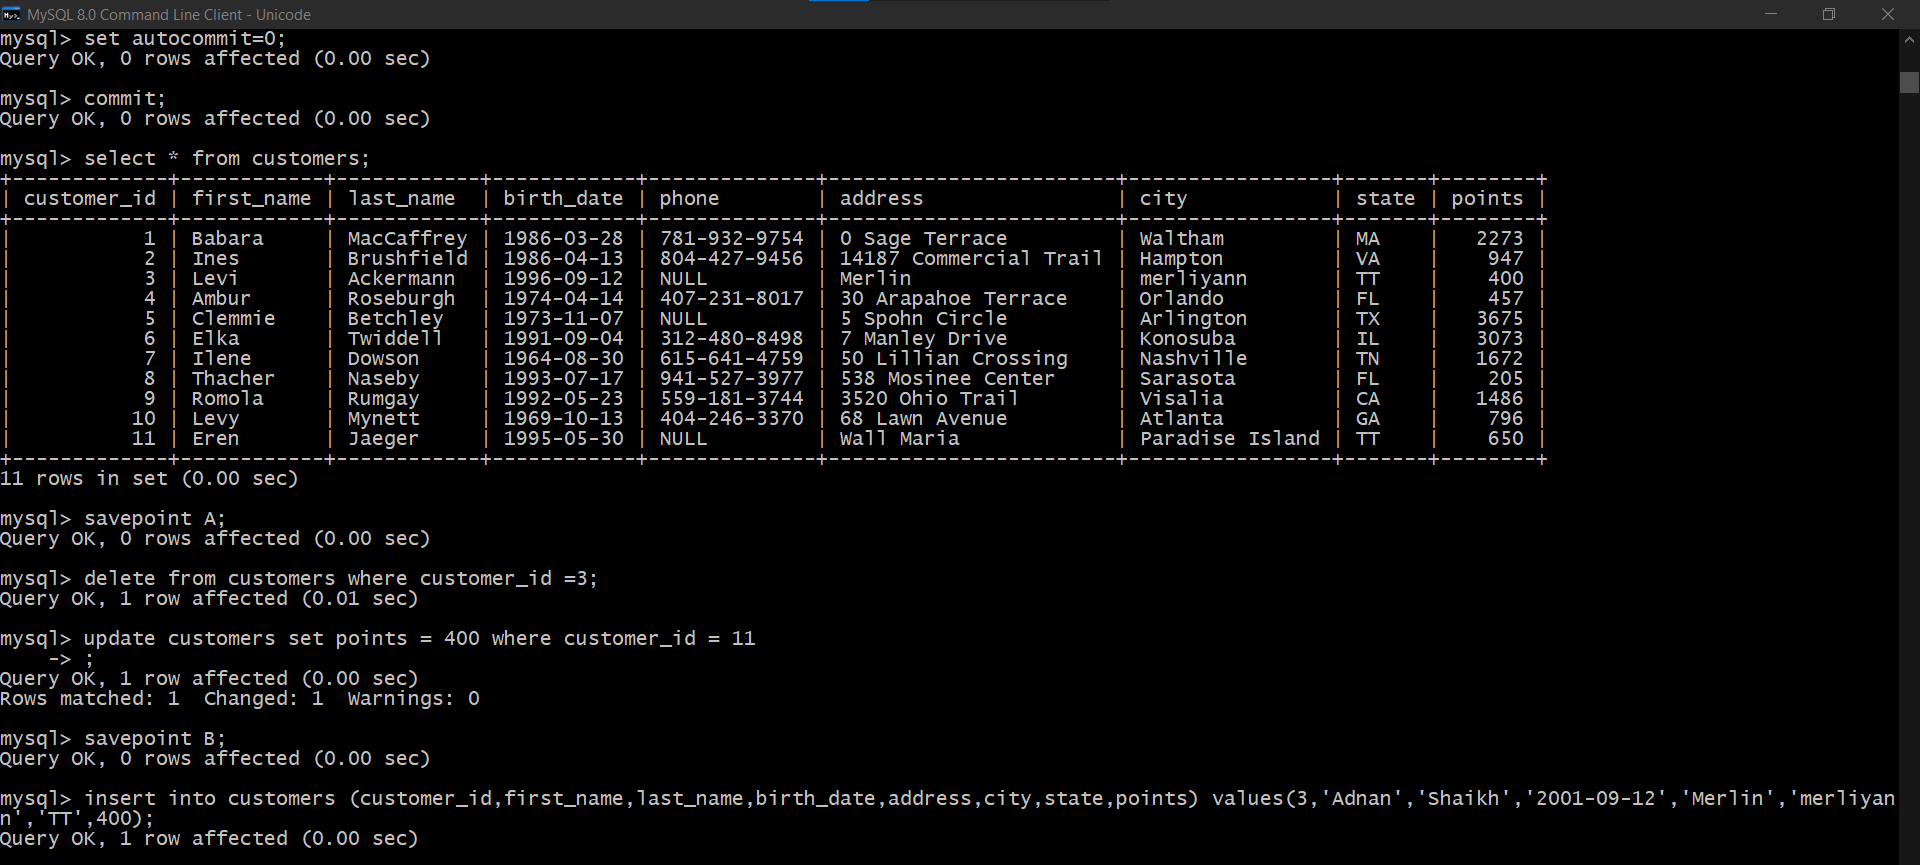 MySQL 8.0 Command Line Client - Unicode
mysql> set autocommit=0;
Query OK, 0 rows affected (0.00 sec)
mysql> commit;
Query OK, 0 rows affected (0.00 sec)
mysql> select * from customers;
+-------------+------------+------------+------------+--------------+------------------------+-----------------+-------+--------+
| customer_id | first_name | last_name  | birth_date | phone        | address                | city            | state | points |
+-------------+------------+------------+------------+--------------+------------------------+-----------------+-------+--------+
|           1 | Babara     | MacCaffrey | 1986-03-28 | 781-932-9754 | 0 Sage Terrace         | Waltham         | MA    |   2273 |
|           2 | Ines       | Brushfield | 1986-04-13 | 804-427-9456 | 14187 Commercial Trail | Hampton         | VA    |    947 |
|           3 | Levi       | Ackermann  | 1996-09-12 | NULL         | Merlin                 | merliyann       | TT    |    400 |
|           4 | Ambur      | Roseburgh  | 1974-04-14 | 407-231-8017 | 30 Arapahoe Terrace    | Orlando         | FL    |    457 |
|           5 | Clemmie    | Betchley   | 1973-11-07 | NULL         | 5 Spohn Circle         | Arlington       | TX    |   3675 |
|           6 | Elka       | Twiddell   | 1991-09-04 | 312-480-8498 | 7 Manley Drive         | Konosuba        | IL    |   3073 |
|           7 | Ilene      | Dowson     | 1964-08-30 | 615-641-4759 | 50 Lillian Crossing    | Nashville       | TN    |   1672 |
|           8 | Thacher    | Naseby     | 1993-07-17 | 941-527-3977 | 538 Mosinee Center     | Sarasota        | FL    |    205 |
|           9 | Romola     | Rumgay     | 1992-05-23 | 559-181-3744 | 3520 Ohio Trail        | Visalia         | CA    |   1486 |
|          10 | Levy       | Mynett     | 1969-10-13 | 404-246-3370 | 68 Lawn Avenue         | Atlanta         | GA    |    796 |
|          11 | Eren       | Jaeger     | 1995-05-30 | NULL         | Wall Maria             | Paradise Island | TT    |    650 |
+-------------+------------+------------+------------+--------------+------------------------+-----------------+-------+--------+
11 rows in set (0.00 sec)
mysql> savepoint A;
Query OK, 0 rows affected (0.00 sec)
mysql> delete from customers where customer_id =3;
Query OK, 1 row affected (0.01 sec)
mysql> update customers set points = 400 where customer_id = 11
    -> ;
Query OK, 1 row affected (0.00 sec)
Rows matched: 1  Changed: 1  Warnings: 0
mysql> savepoint B;
Query OK, 0 rows affected (0.00 sec)
mysql> insert into customers (customer_id,first_name,last_name,birth_date,address,city,state,points) values(3,'Adnan','Shaikh','2001-09-12','Merlin','merliyan
n','TT',400);
Query OK, 1 row affected (0.00 sec)